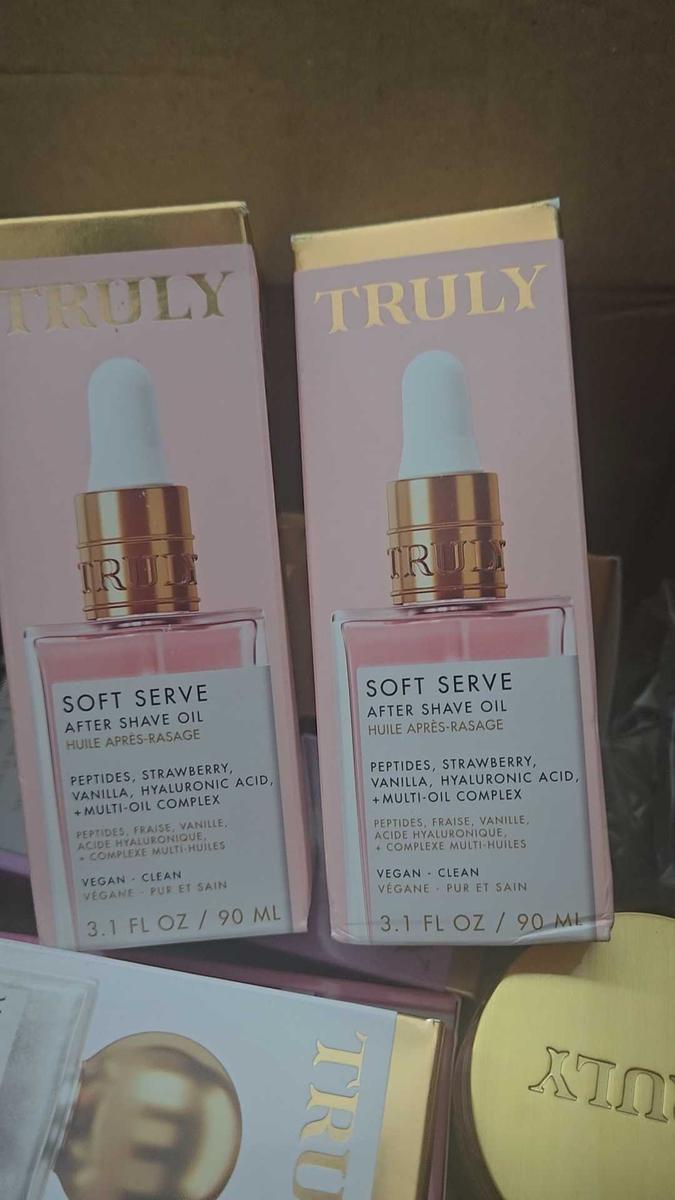 TRULY
TRULY
SOFT SERVE
AFTER SHAVE OIL
HUILE APRÈS-RASAGE
PEPTIDES, STRAWBERRY,
VANILLA, HYALURONIC ACID,
+MULTI-OIL COMPLEX
PEPTIDES, FRAISE, VANILLE,
ACIDE HYALURONIQUE,
+ COMPLEXE MULTI-HUILES
VEGAN - CLEAN
VÉGANE - PUR ET SAIN
3.1 FL OZ / 90 ML
TRULY
TRULY
SOFT SERVE
AFTER SHAVE OIL
HUILE APRÈS-RASAGE
PEPTIDES, STRAWBERRY,
VANILLA, HYALURONIC ACID,
+MULTI-OIL COMPLEX
PEPTIDES, FRAISE, VANILLE,
ACIDE HYALURONIQUE,
+ COMPLEXE MULTI-HUILES
VEGAN - CLEAN
VÉGANE - PUR ET SAIN
3.1 FL OZ / 90 ML
TRU
RULY